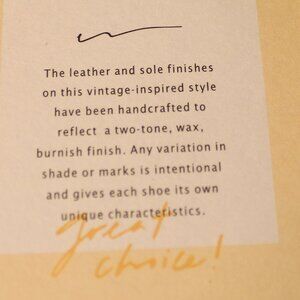 The leather and sole finishes
on this vintage-inspired style
have been handcrafted to
reflect a two-tone, wax,
burnish finish. Any variation in
shade or marks is intentional
and gives each shoe its own
unique characteristics.
great
choice!